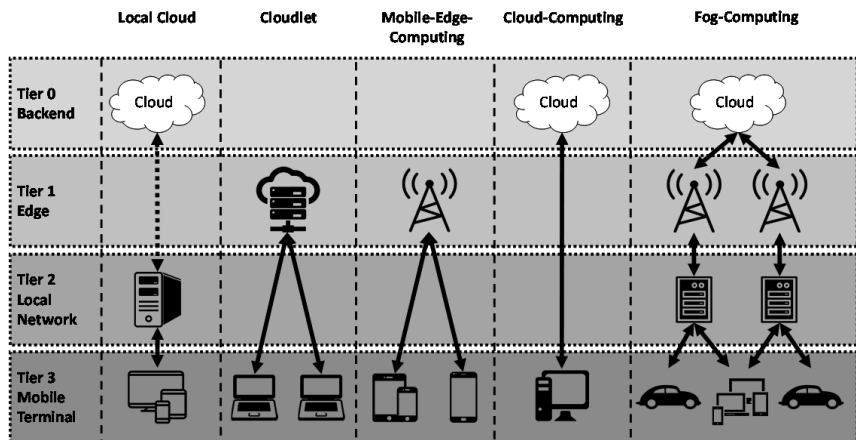 Local Cloud
Cloudlet
Mobile-Edge-
Computing
Cloud-Computing
Fog-Computing
Tier 0
Backend
Cloud
Cloud
Cloud
Tier 1
Edge
Tier 2
Local
Network
Tier 3
Mobile
Terminal